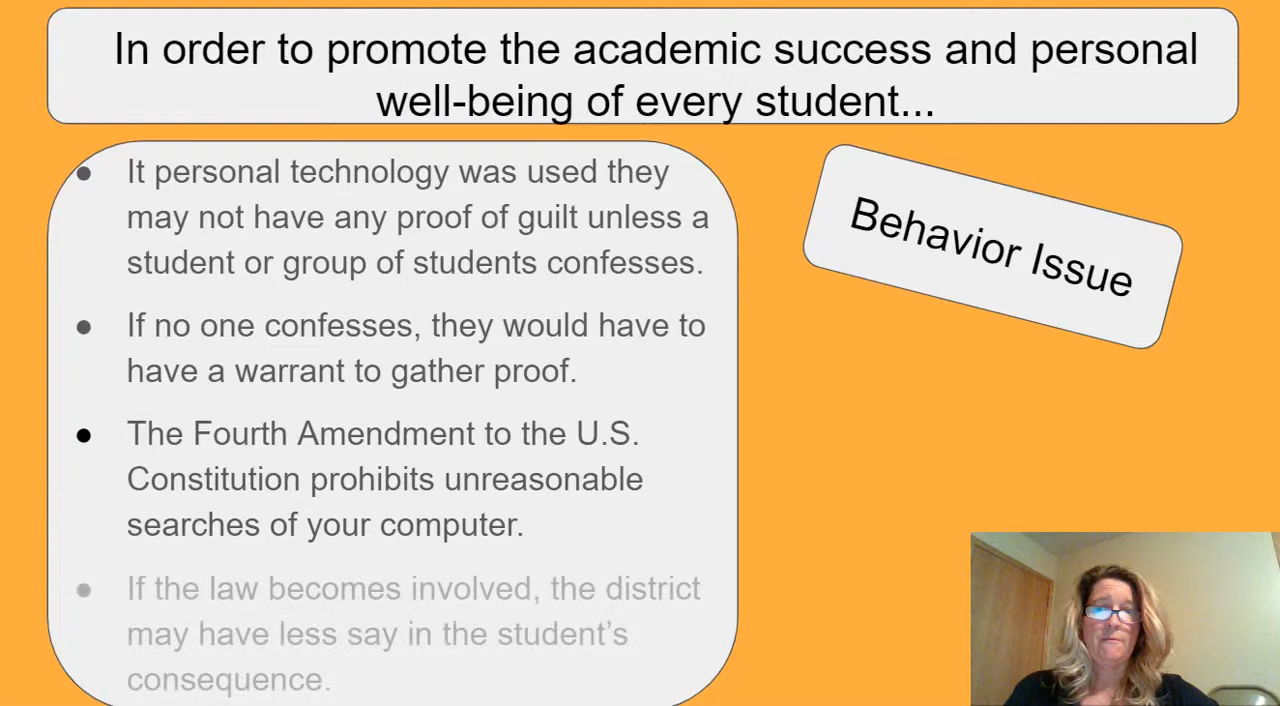 In order to promote the academic success and personal
well-being of every student...
● It personal technology was used they
may not have any proof of guilt unless a
student or group of students confesses.
● If no one confesses, they would have to
have a warrant to gather proof.
● The Fourth Amendment to the U.S.
Constitution prohibits unreasonable
searches of your computer.
● If the law becomes involved, the district
may have less say in the student’s
consequence.
Behavior Issue